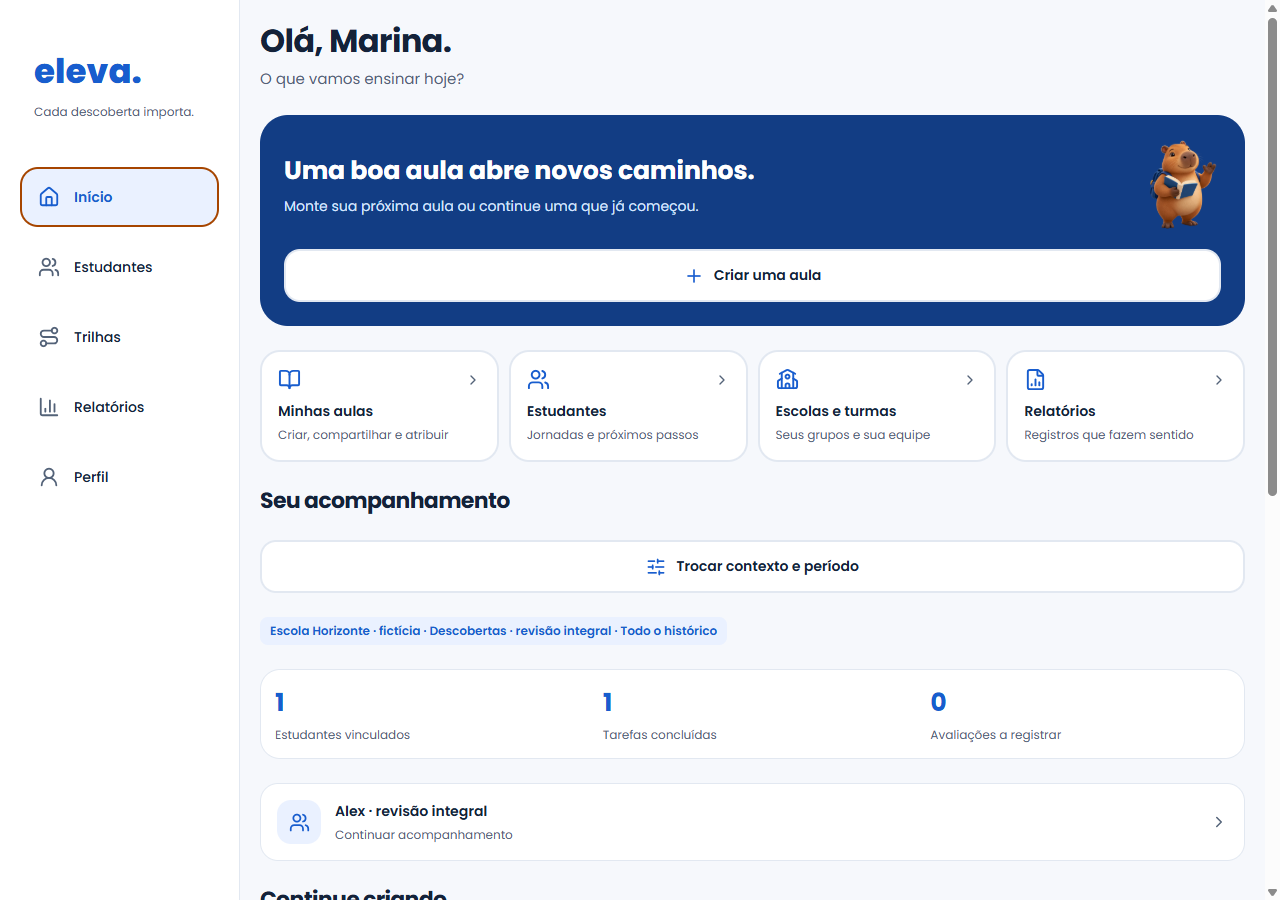 eleva.
Cada descoberta importa.
Início
Estudantes
Trilhas
Relatórios
Perfil
Olá, Marina.
O que vamos ensinar hoje?
Uma boa aula abre novos caminhos.
Monte sua próxima aula ou continue uma que já começou.
Criar uma aula
Minhas aulas
Criar, compartilhar e atribuir
Estudantes
Jornadas e próximos passos
Escolas e turmas
Seus grupos e sua equipe
Relatórios
Registros que fazem sentido
Seu acompanhamento
Trocar contexto e período
Escola Horizonte · fictícia · Descobertas · revisão integral · Todo o histórico
1
Estudantes vinculados
1
Tarefas concluídas
0
Avaliações a registrar
Alex · revisão integral
Continuar acompanhamento
Continue criando